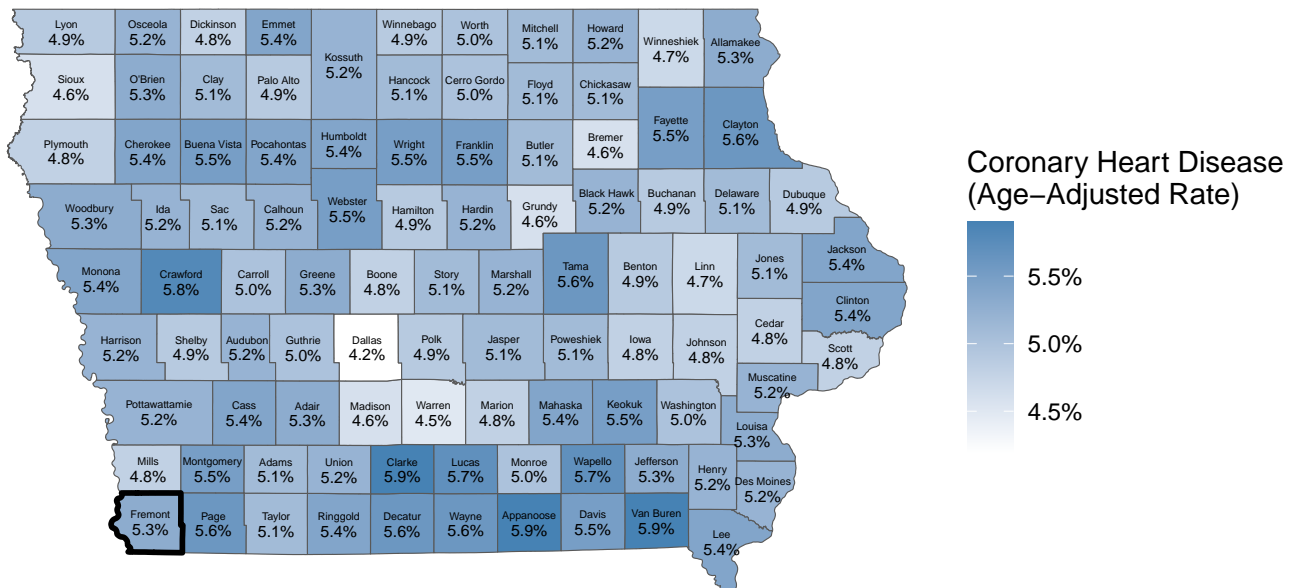 Lyon
4.9%
Osceola
5.2%
Dickinson
4.8%
Emmet
5.4%
Kossuth
5.2%
Winnebago
4.9%
Worth
5.0%
Mitchell
5.1%
Howard
5.2%
Winneshiek
4.7%
Allamakee
5.3%
Sioux
4.6%
O'Brien
5.3%
Clay
5.1%
Palo Alto
4.9%
Hancock
5.1%
Cerro Gordo
5.0%
Floyd
5.1%
Chickasaw
5.1%
Fayette
5.5%
Clayton
5.6%
Plymouth
4.8%
Cherokee
5.4%
Buena Vista
5.5%
Pocahontas
5.4%
Humboldt
5.4%
Wright
5.5%
Franklin
5.5%
Butler
5.1%
Bremer
4.6%
Woodbury
5.3%
Ida
5.2%
Sac
5.1%
Calhoun
5.2%
Webster
5.5%
Hamilton
4.9%
Hardin
5.2%
Grundy
4.6%
Black Hawk
5.2%
Buchanan
4.9%
Delaware
5.1%
Dubuque
4.9%
Monona
5.4%
Crawford
5.8%
Carroll
5.0%
Greene
5.3%
Boone
4.8%
Story
5.1%
Marshall
5.2%
Tama
5.6%
Benton
4.9%
Linn
4.7%
Jones
5.1%
Jackson
5.4%
Clinton
5.4%
Harrison
5.2%
Shelby
4.9%
Audubon
5.2%
Guthrie
5.0%
Dallas
4.2%
Polk
4.9%
Jasper
5.1%
Poweshiek
5.1%
Iowa
4.8%
Johnson
4.8%
Cedar
4.8%
Scott
4.8%
Muscatine
5.2%
Pottawattamie
5.2%
Cass
5.4%
Adair
5.3%
Madison
4.6%
Warren
4.5%
Marion
4.8%
Mahaska
5.4%
Keokuk
5.5%
Washington
5.0%
Louisa
5.3%
Mills
4.8%
Montgomery
5.5%
Adams
5.1%
Union
5.2%
Clarke
5.9%
Lucas
5.7%
Monroe
5.0%
Wapello
5.7%
Jefferson
5.3%
Henry
5.2%
Des Moines
5.2%
Fremont
5.3%
Page
5.6%
Taylor
5.1%
Ringgold
5.4%
Decatur
5.6%
Wayne
5.6%
Appanoose
5.9%
Davis
5.5%
Van Buren
5.9%
Lee
5.4%
Coronary Heart Disease
(Age−Adjusted Rate)
5.5%
5.0%
4.5%